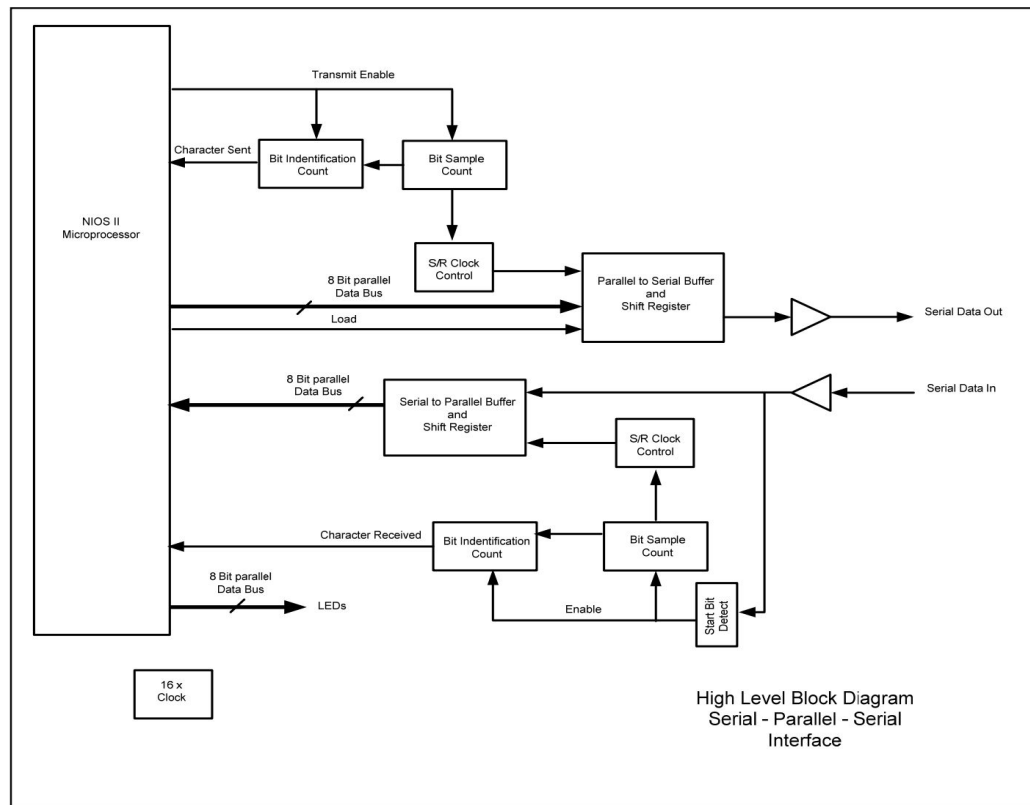 Transmit Enable
Character Sent
Bit Indentification
Count
Bit Sample
Count
NIOS II
Microprocessor
S/R Clock
Control
8 Bit parallel
Data Bus
Load
Parallel to Serial Buffer
and
Shift Register
Serial Data Out
8 Bit parallel
Data Bus
Serial to Parallel Buffer
and
Shift Register
Serial Data In
S/R Clock
Control
Character Received
Bit Indentification
Count
Bit Sample
Count
8 Bit parallel
Data Bus
LEDs
Enable
Start Bit
Detect
16 x
Clock
High Level Block Diagram
Serial - Parallel - Serial
Interface